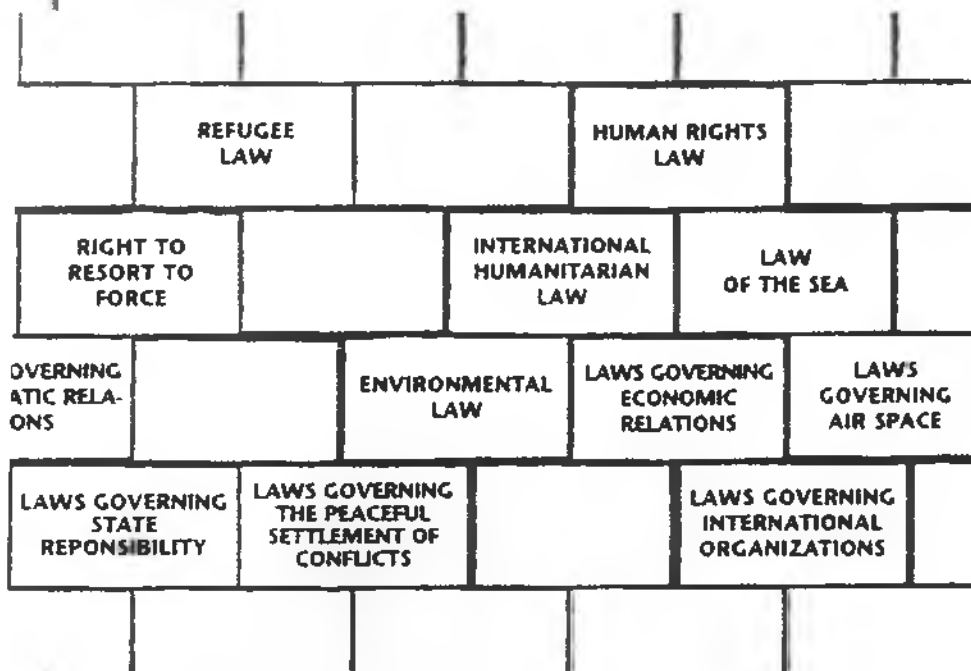 REFUGEE
LAW
HUMAN RIGHTS
LAW
RIGHT TO
RESORT TO
FORCE
INTERNATIONAL
HUMANITARIAN
LAW
LAW
OF THE SEA
OVERNING
ATIC RELA-
ONS
ENVIRONMENTAL
LAW
LAWS GOVERNING
ECONOMIC
RELATIONS
LAWS
GOVERNING
AIR SPACE
LAWS GOVERNING
STATE
REPONSIBILITY
LAWS GOVERNING
THE PEACEFUL
SETTLEMENT OF
CONFLICTS
LAWS GOVERNING
INTERNATIONAL
ORGANIZATIONS